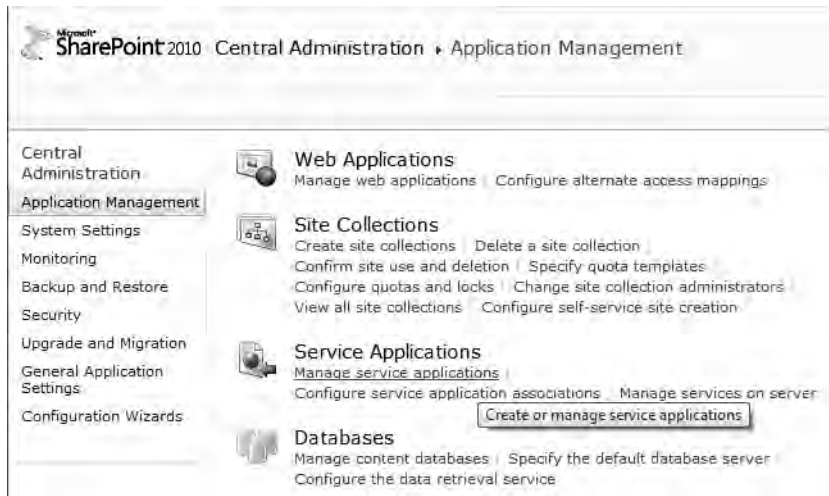 Microsoft
SharePoint 2010 Central Administration ▸ Application Management
Central
Administration
Application Management
System Settings
Monitoring
Backup and Restore
Security
Upgrade and Migration
General Application
Settings
Configuration Wizards
Web Applications
Manage web applications | Configure alternate access mappings
Site Collections
Create site collections | Delete a site collection |
Confirm site use and deletion | Specify quota templates |
Configure quotas and locks | Change site collection administrators |
View all site collections | Configure self-service site creation
Service Applications
Manage service applications |
Configure service application associations | Manage services on server
Create or manage service applications
Databases
Manage content databases | Specify the default database server |
Configure the data retrieval service